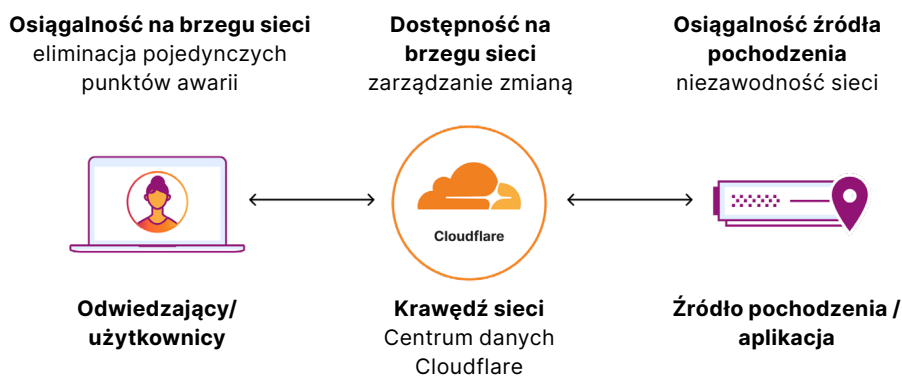 Osiągalność na brzegu sieci
eliminacja pojedynczych
punktów awarii
Dostępność na
brzegu sieci
zarządzanie zmianą
Osiągalność źródła
pochodzenia
niezawodność sieci
Cloudflare
Odwiedzający/
użytkownicy
Krawędź sieci
Centrum danych
Cloudflare
Źródło pochodzenia /
aplikacja